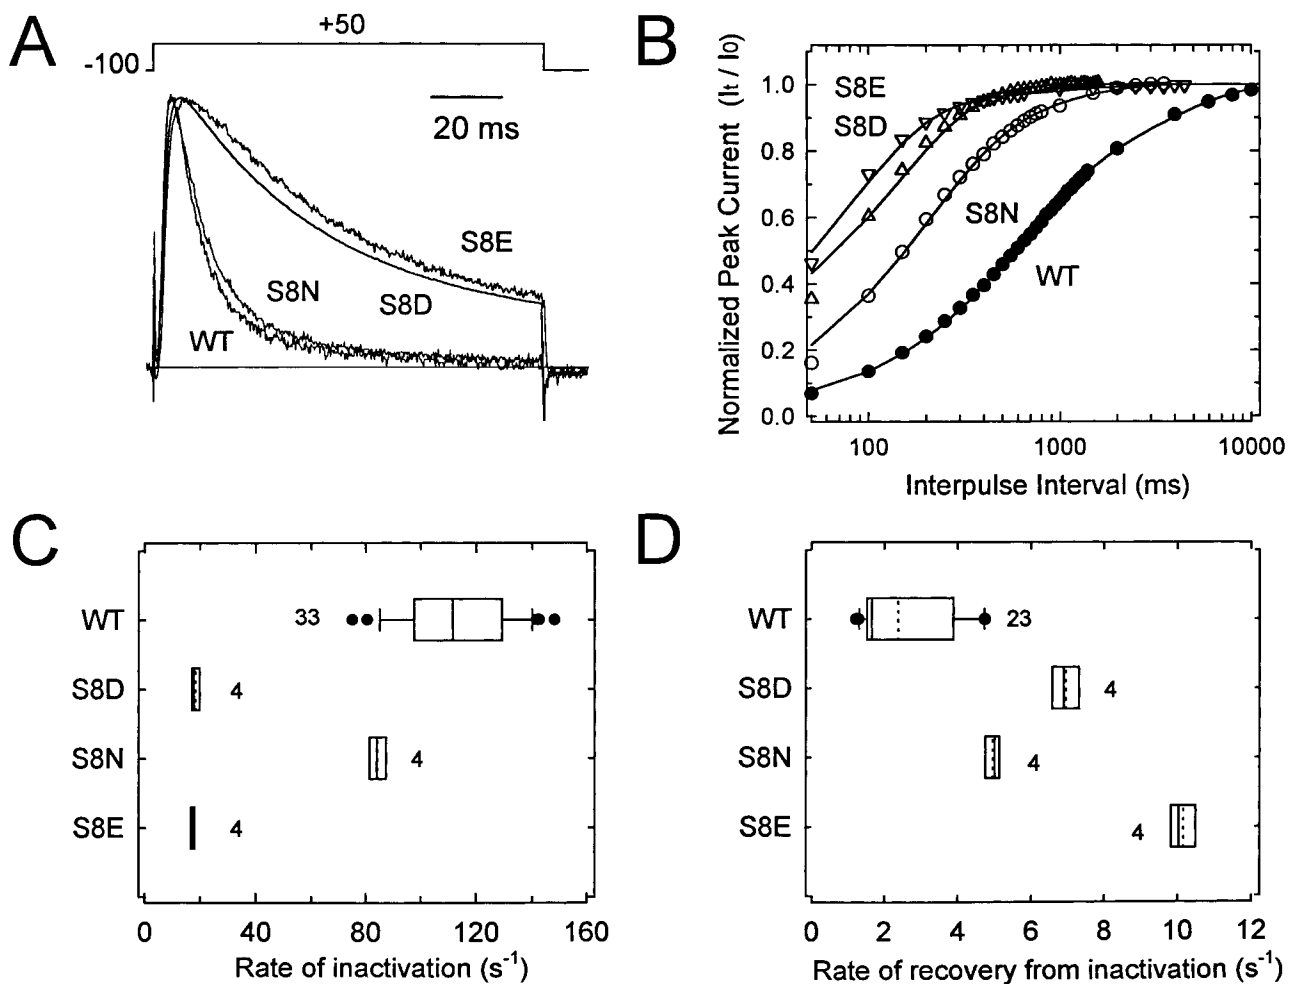 A
+50
-100
20 ms
S8E
S8N
S8D
WT
B
Normalized Peak Current (It / Io)
1.0
0.8
0.6
0.4
0.2
0.0
S8E
S8D
S8N
WT
100 1000 10000
Interpulse Interval (ms)
C
WT 33
S8D 4
S8N 4
S8E 4
0 40 80 120 160
Rate of inactivation (s⁻¹)
D
WT 23
S8D 4
S8N 4
S8E 4
0 2 4 6 8 10 12
Rate of recovery from inactivation (s⁻¹)